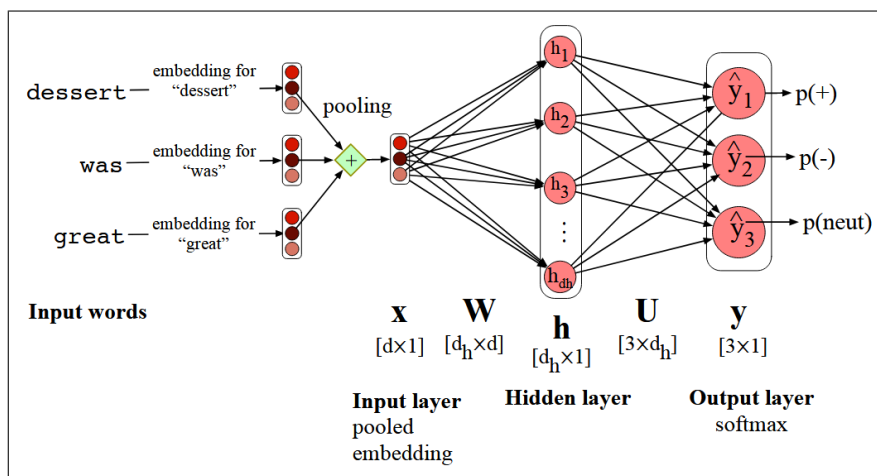 dessert
embedding for
"dessert"
pooling
was
embedding for
"was"
great
embedding for
"great"
+
h1
h2
h3
⋮
hdh
ŷ1
ŷ2
ŷ3
p(+)
p(-)
p(neut)
Input words
x
[d×1]
W
[dh×d]
h
[dh×1]
U
[3×dh]
y
[3×1]
Input layer
pooled
embedding
Hidden layer
Output layer
softmax